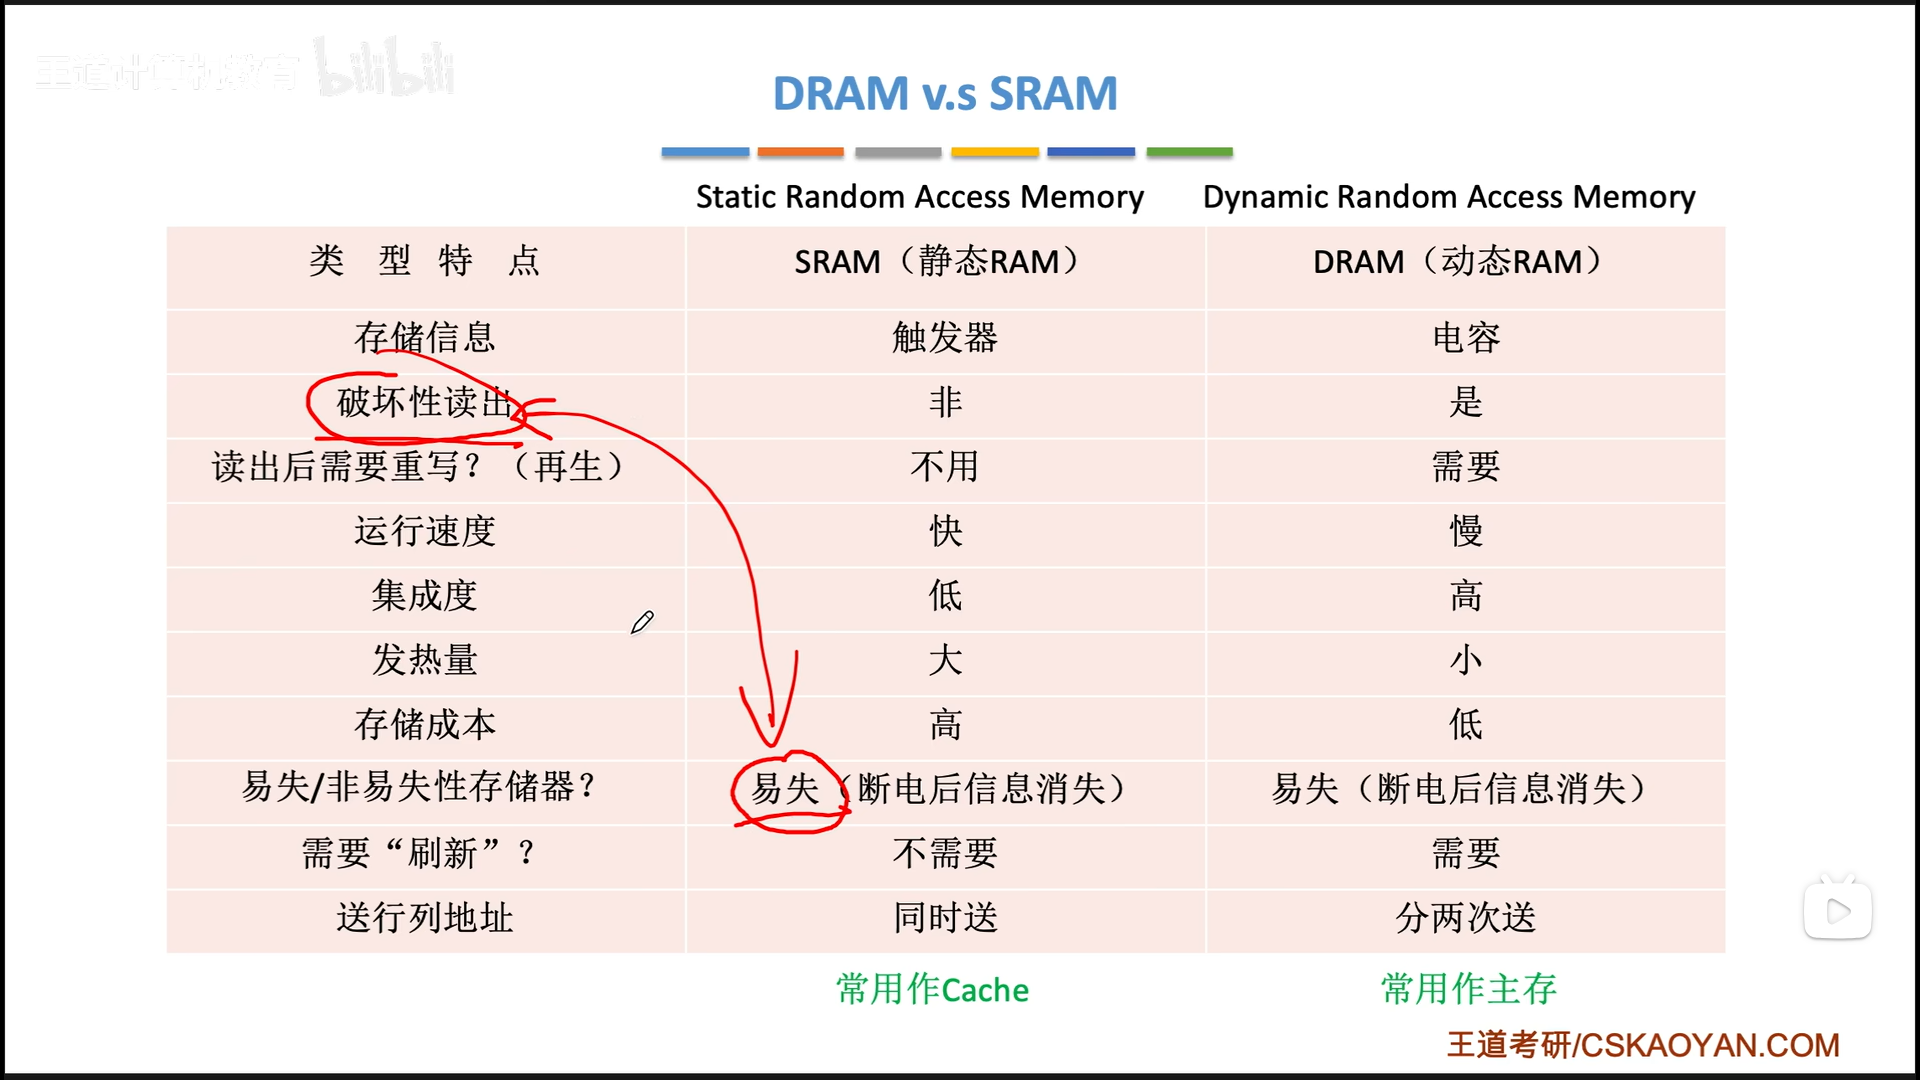 王道计算机教育 bilibili
DRAM v.s SRAM
Static Random Access Memory Dynamic Random Access Memory
类 型 特 点 SRAM（静态RAM） DRAM（动态RAM）
存储信息 触发器 电容
破坏性读出 非 是
读出后需要重写？（再生） 不用 需要
运行速度 快 慢
集成度 低 高
发热量 大 小
存储成本 高 低
易失/非易失性存储器？ 易失（断电后信息消失） 易失（断电后信息消失）
需要“刷新”？ 不需要 需要
送行列地址 同时送 分两次送
常用作Cache 常用作主存
王道考研/CSKAOYAN.COM